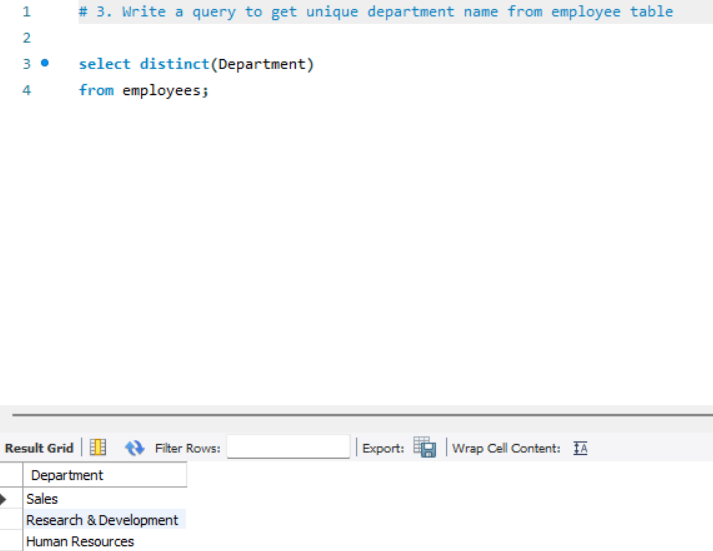 1 # 3. Write a query to get unique department name from employee table
2
3 select distinct(Department)
4 from employees;
Result Grid Filter Rows: Export: Wrap Cell Content: IA
Department
Sales
Research & Development
Human Resources